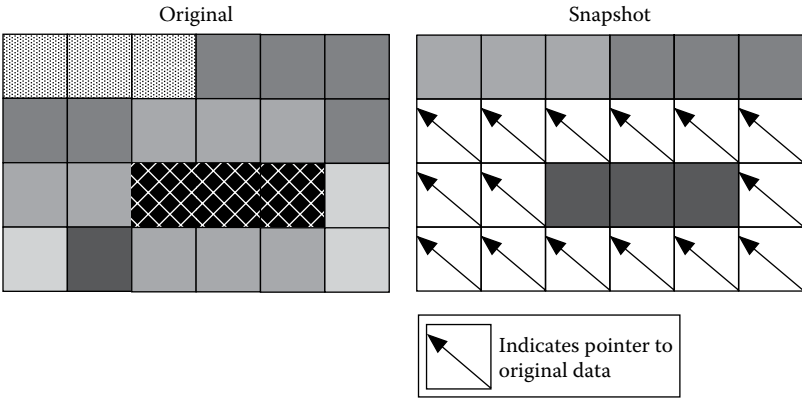 Original
Snapshot
Indicates pointer to
original data